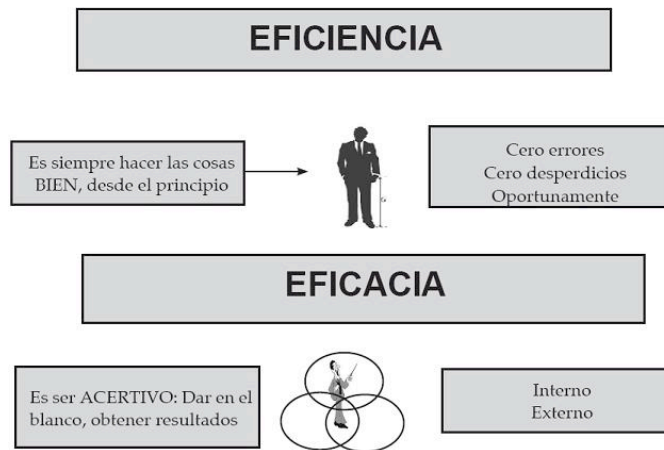 EFICIENCIA
Es siempre hacer las cosas
BIEN, desde el principio
Cero errores
Cero desperdicios
Oportunamente
EFICACIA
Es ser ACERTIVO: Dar en el
blanco, obtener resultados
Interno
Externo